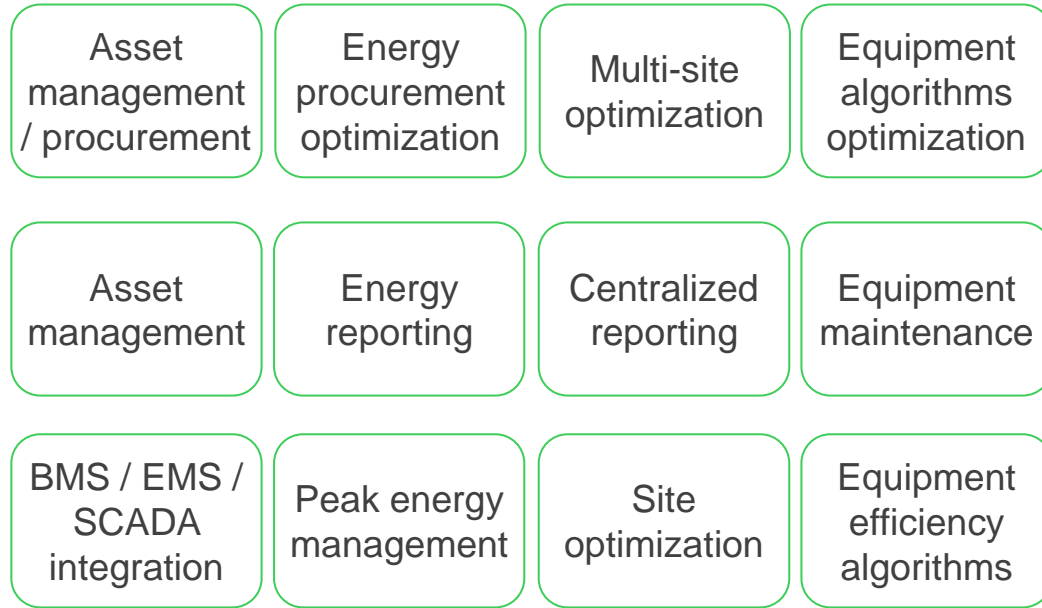 Asset
management
/ procurement
Energy
procurement
optimization
Multi-site
optimization
Equipment
algorithms
optimization
Asset
management
Energy
reporting
Centralized
reporting
Equipment
maintenance
BMS / EMS /
SCADA
integration
Peak energy
management
Site
optimization
Equipment
efficiency
algorithms